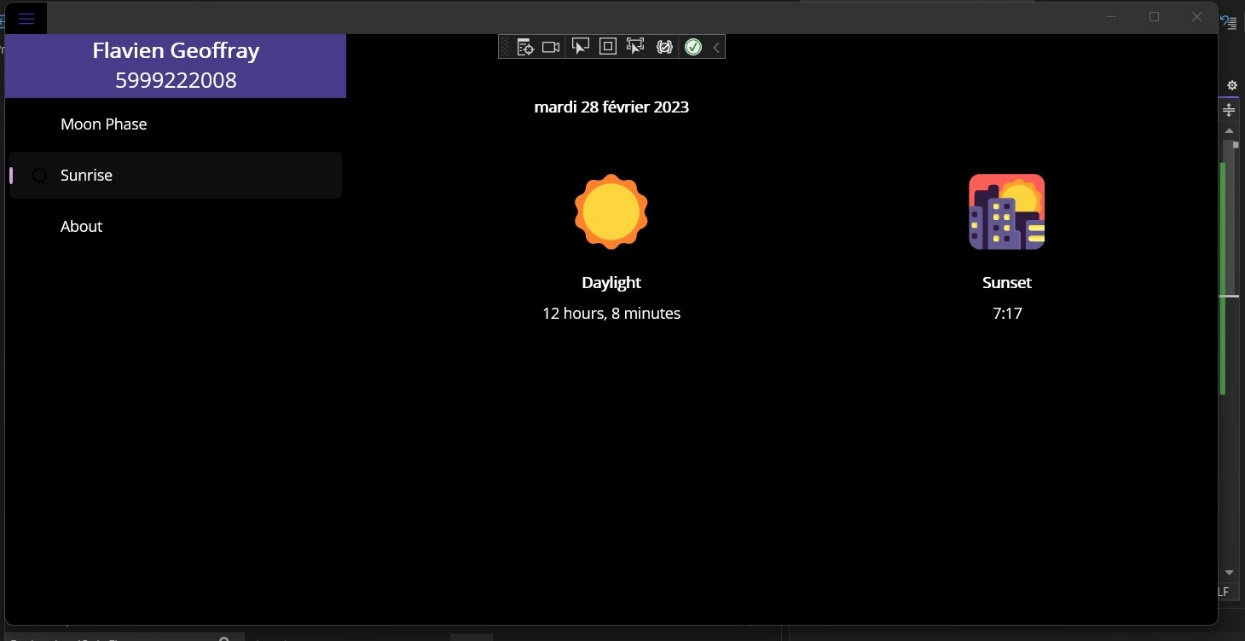 Flavien Geoffray
5999222008
Moon Phase
Sunrise
About
mardi 28 février 2023
Daylight
12 hours, 8 minutes
Sunset
7:17
LF